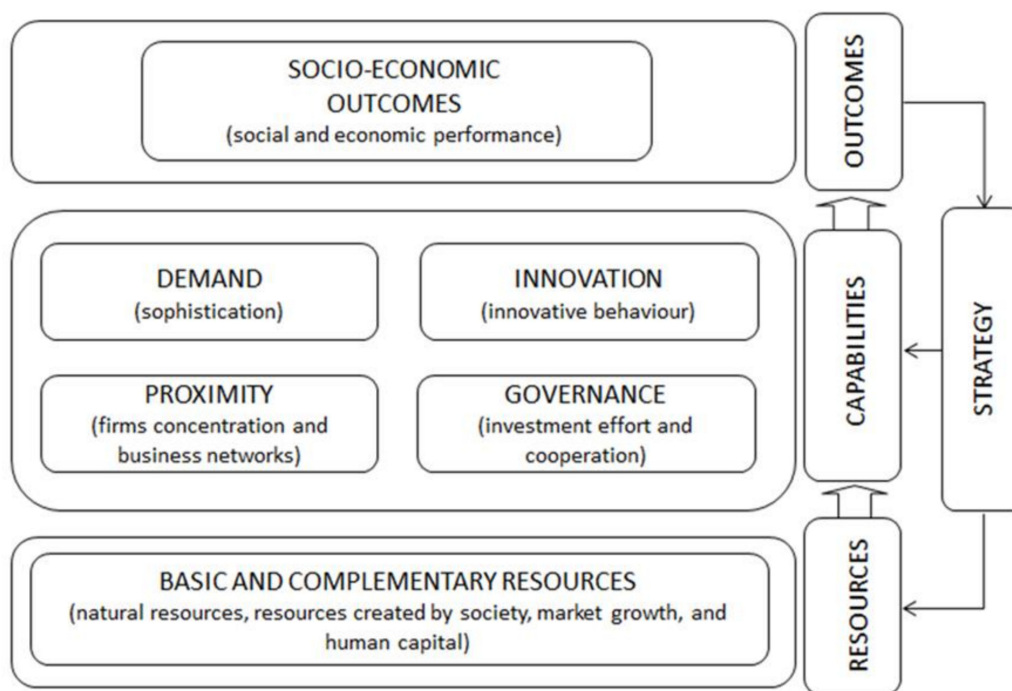 SOCIO-ECONOMIC
OUTCOMES
(social and economic performance)
OUTCOMES
DEMAND
(sophistication)
INNOVATION
(innovative behaviour)
PROXIMITY
(firms concentration and
business networks)
GOVERNANCE
(investment effort and
cooperation)
CAPABILITIES
STRATEGY
BASIC AND COMPLEMENTARY RESOURCES
(natural resources, resources created by society, market growth, and
human capital)
RESOURCES